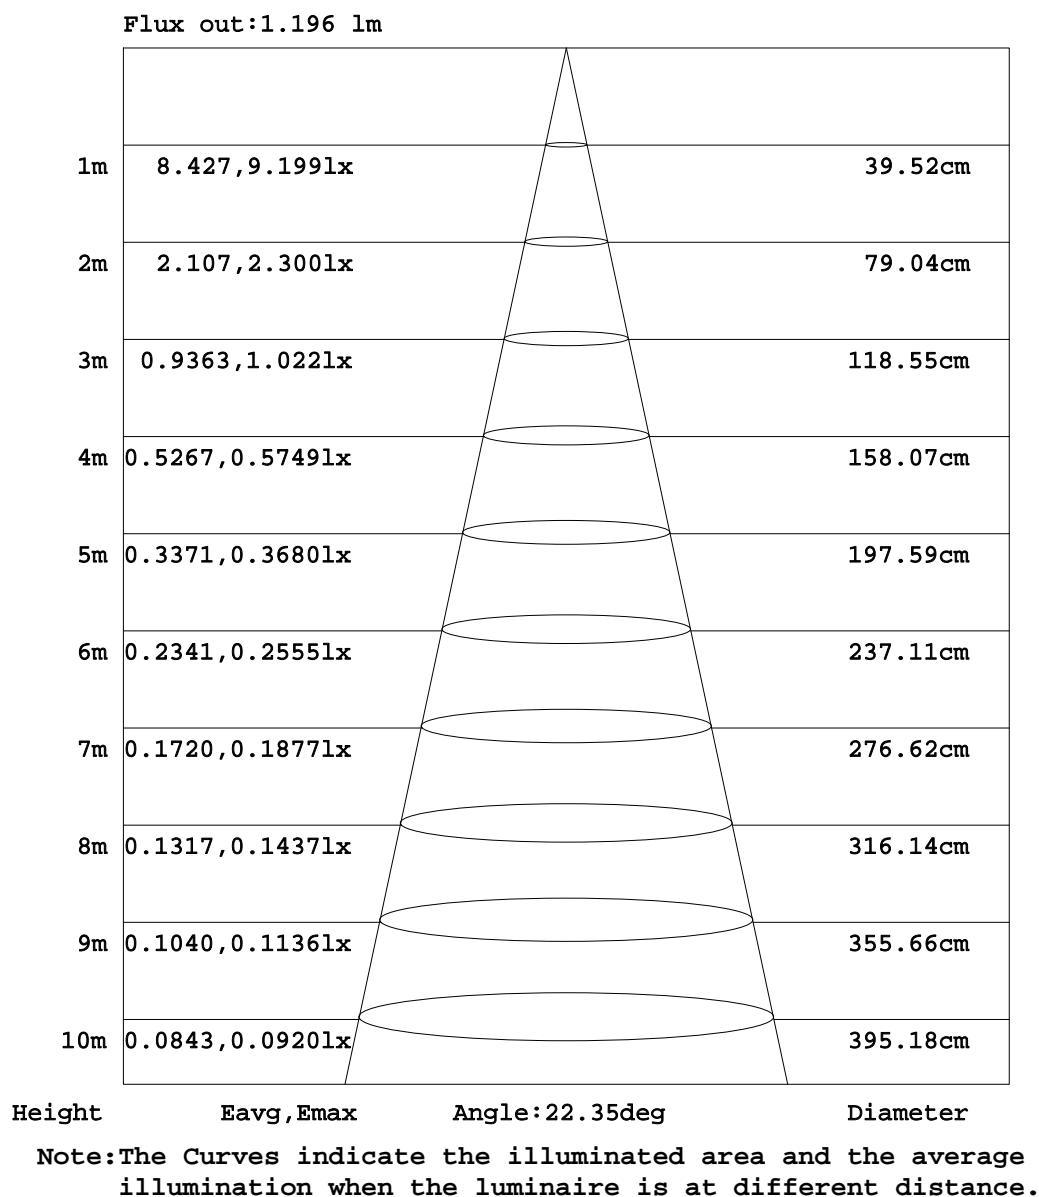 Flux out:1.196 lm
1m 8.427,9.199lx 39.52cm
2m 2.107,2.300lx 79.04cm
3m 0.9363,1.022lx 118.55cm
4m 0.5267,0.5749lx 158.07cm
5m 0.3371,0.3680lx 197.59cm
6m 0.2341,0.2555lx 237.11cm
7m 0.1720,0.1877lx 276.62cm
8m 0.1317,0.1437lx 316.14cm
9m 0.1040,0.1136lx 355.66cm
10m 0.0843,0.0920lx 395.18cm
Height Eavg,Emax Angle:22.35deg Diameter
Note:The Curves indicate the illuminated area and the average
illumination when the luminaire is at different distance.